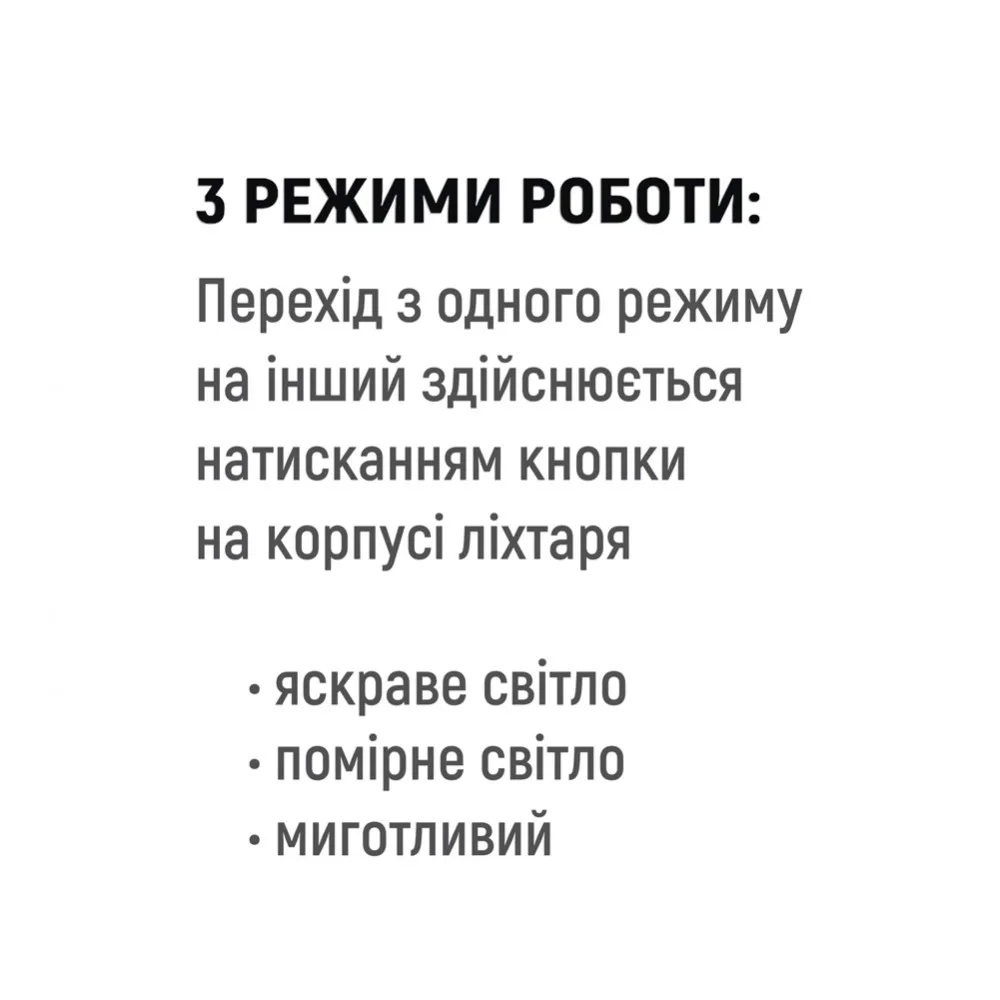 3 РЕЖИМИ РОБОТИ:
Перехід з одного режиму
на інший здійснюється
натисканням кнопки
на корпусі ліхтаря
• яскраве світло
• помірне світло
• миготливий